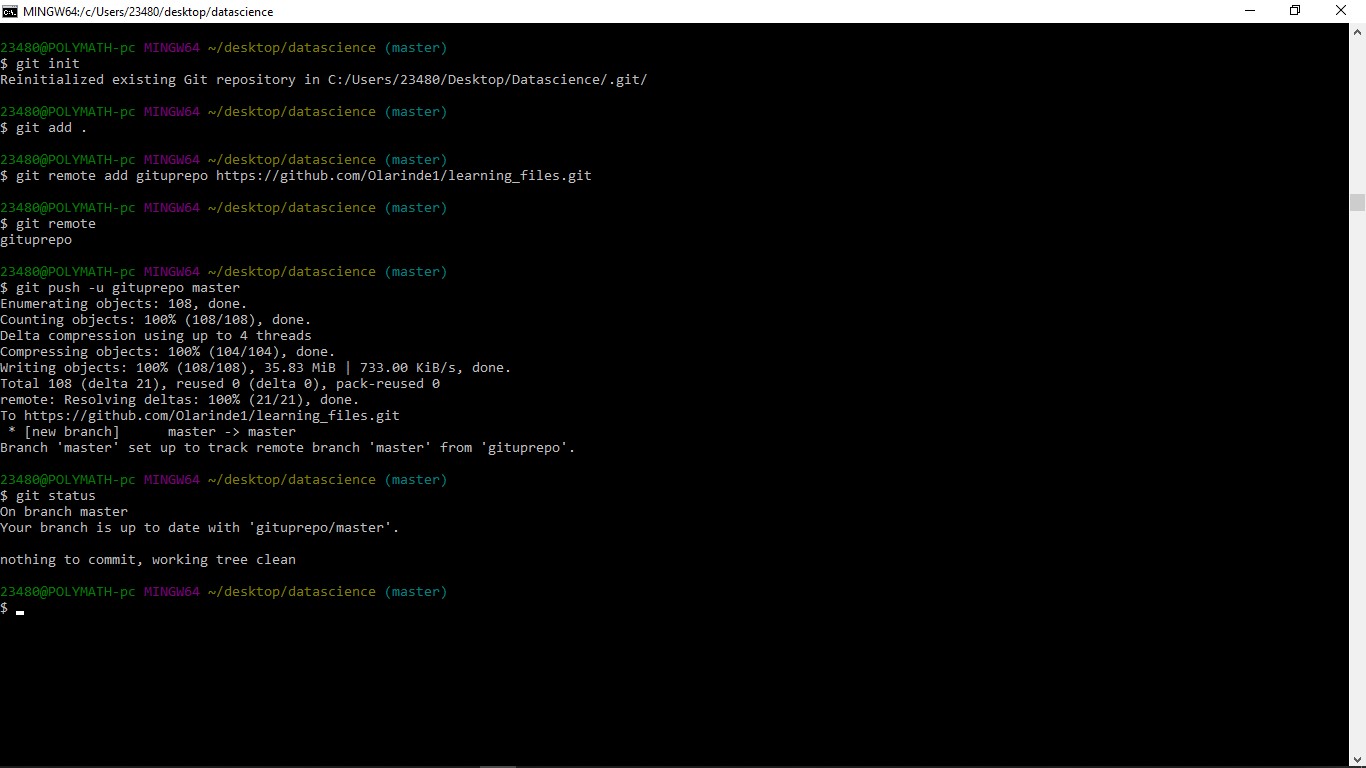 MINGW64:/c/Users/23480/desktop/datascience
23480@POLYMATH-pc MINGW64 ~/desktop/datascience (master)
$ git init
Reinitialized existing Git repository in C:/Users/23480/Desktop/Datascience/.git/
23480@POLYMATH-pc MINGW64 ~/desktop/datascience (master)
$ git add .
23480@POLYMATH-pc MINGW64 ~/desktop/datascience (master)
$ git remote add gituprepo https://github.com/Olarinde1/learning_files.git
23480@POLYMATH-pc MINGW64 ~/desktop/datascience (master)
$ git remote
gituprepo
23480@POLYMATH-pc MINGW64 ~/desktop/datascience (master)
$ git push -u gituprepo master
Enumerating objects: 108, done.
Counting objects: 100% (108/108), done.
Delta compression using up to 4 threads
Compressing objects: 100% (104/104), done.
Writing objects: 100% (108/108), 35.83 MiB | 733.00 KiB/s, done.
Total 108 (delta 21), reused 0 (delta 0), pack-reused 0
remote: Resolving deltas: 100% (21/21), done.
To https://github.com/Olarinde1/learning_files.git
 * [new branch]      master -> master
Branch 'master' set up to track remote branch 'master' from 'gituprepo'.
23480@POLYMATH-pc MINGW64 ~/desktop/datascience (master)
$ git status
On branch master
Your branch is up to date with 'gituprepo/master'.
nothing to commit, working tree clean
23480@POLYMATH-pc MINGW64 ~/desktop/datascience (master)
$